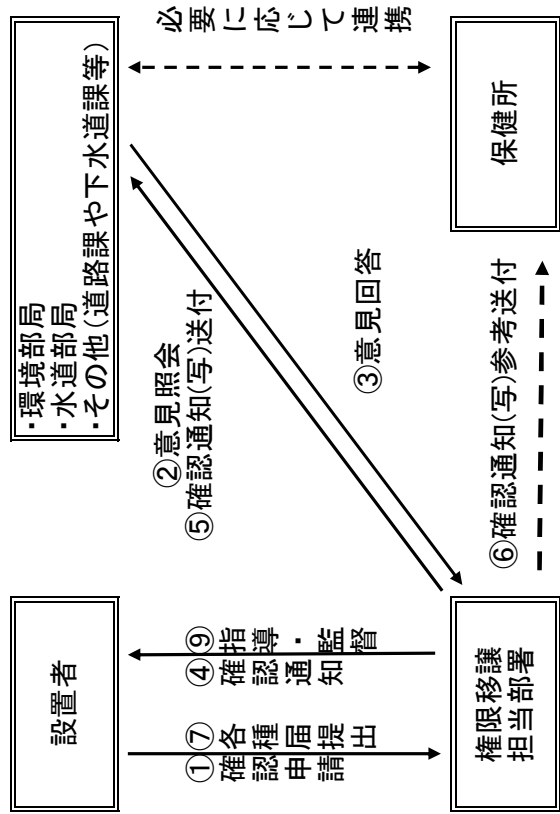 設置者
・環境部局
・水道部局
・その他(道路課や下水道課等)
①確認申請
⑦各種届提出
④確認通知
⑨指導・監督
②意見照会
⑤確認通知(写)送付
③意見回答
必要に応じて連携
権限移譲
担当部署
⑥確認通知(写)参考送付
保健所